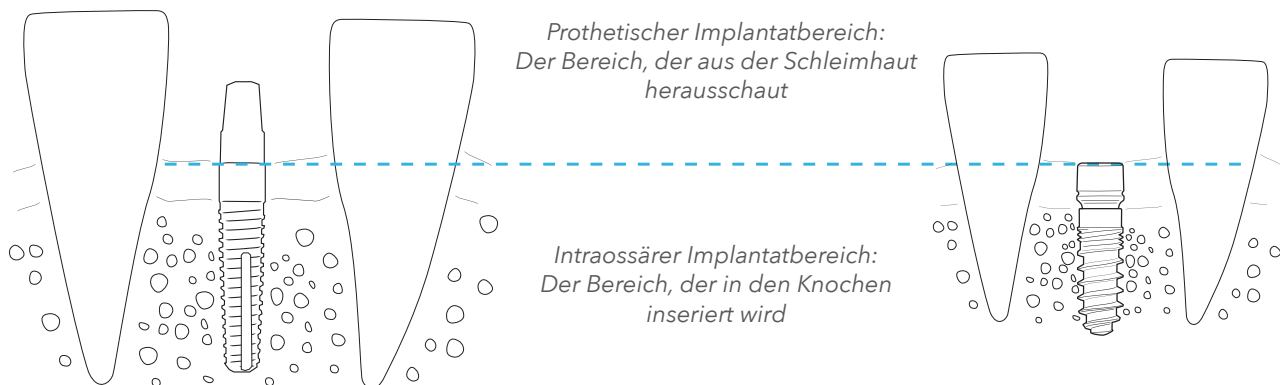 Prothetischer Implantatbereich:
Der Bereich, der aus der Schleimhaut
herausschaut
Intraossärer Implantatbereich:
Der Bereich, der in den Knochen
inseriert wird